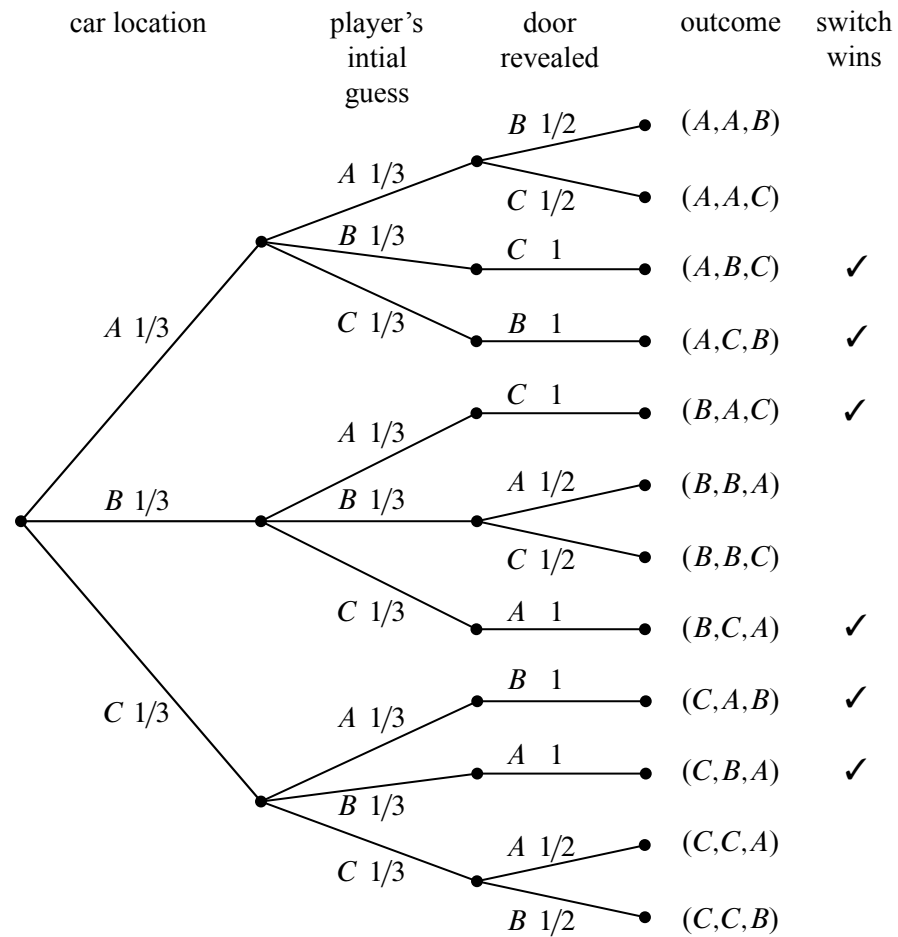 car location player's door outcome switch
intial revealed wins
guess
B 1/2 (A,A,B)
A 1/3
C 1/2 (A,A,C)
B 1/3 C 1 (A,B,C) ✓
A 1/3 C 1/3 B 1 (A,C,B) ✓
C 1 (B,A,C) ✓
A 1/3
A 1/2 (B,B,A)
B 1/3 B 1/3
C 1/2 (B,B,C)
C 1/3 A 1 (B,C,A) ✓
B 1 (C,A,B) ✓
C 1/3 A 1/3
A 1 (C,B,A) ✓
B 1/3
A 1/2 (C,C,A)
C 1/3
B 1/2 (C,C,B)